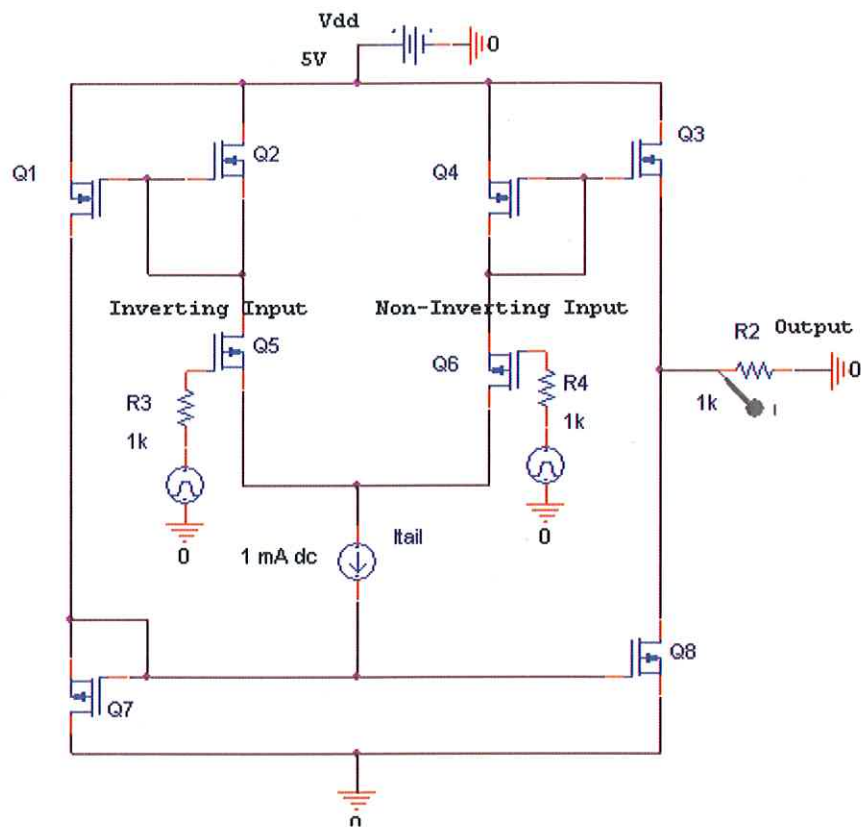 Vdd
0
5V
Q1
Q2
Q4
Q3
Inverting Input
Non-Inverting Input
Q5
Q6
R2
Output
0
1k
I
R3
1k
R4
1k
0
0
1 mA dc
Itail
Q7
Q8
0